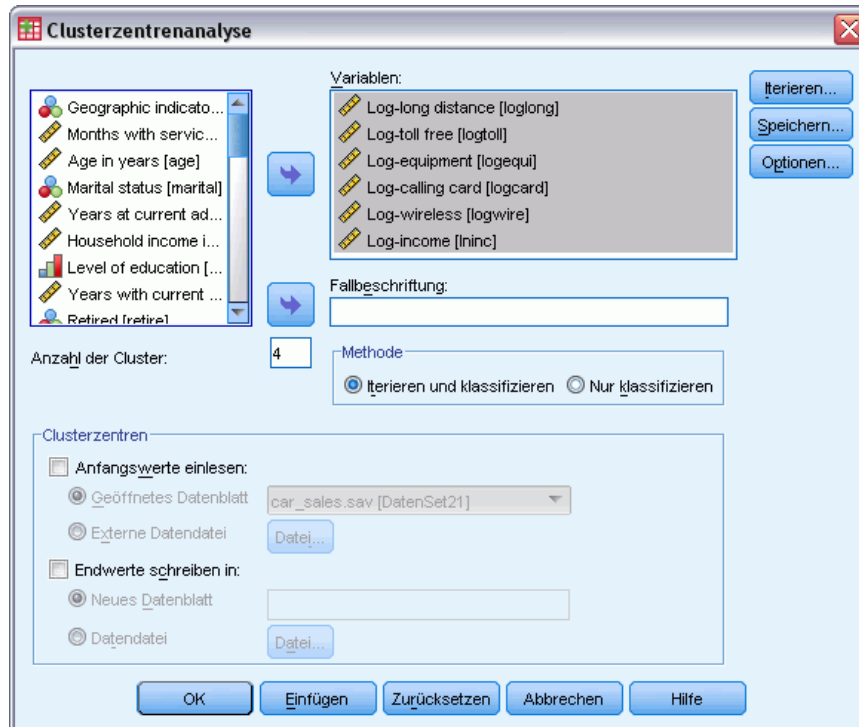 Clusterzentrenanalyse
Variablen:
Geographic indicato...
Months with servic...
Age in years [age]
Marital status [marital]
Years at current ad...
Household income i...
Level of education [...
Years with current ...
Retired [retire]
Log-long distance [loglong]
Log-toll free [logtoll]
Log-equipment [logequi]
Log-calling card [logcard]
Log-wireless [logwire]
Log-income [lninc]
Iterieren...
Speichern...
Optionen...
Fallbeschriftung:
Anzahl der Cluster:
4
Methode
Iterieren und klassifizieren
Nur klassifizieren
Clusterzentren
Anfangswerte einlesen:
Geöffnetes Datenblatt
car_sales.sav [DatenSet21]
Externe Datendatei
Datei...
Endwerte schreiben in:
Neues Datenblatt
Datendatei
Datei...
OK
Einfügen
Zurücksetzen
Abbrechen
Hilfe